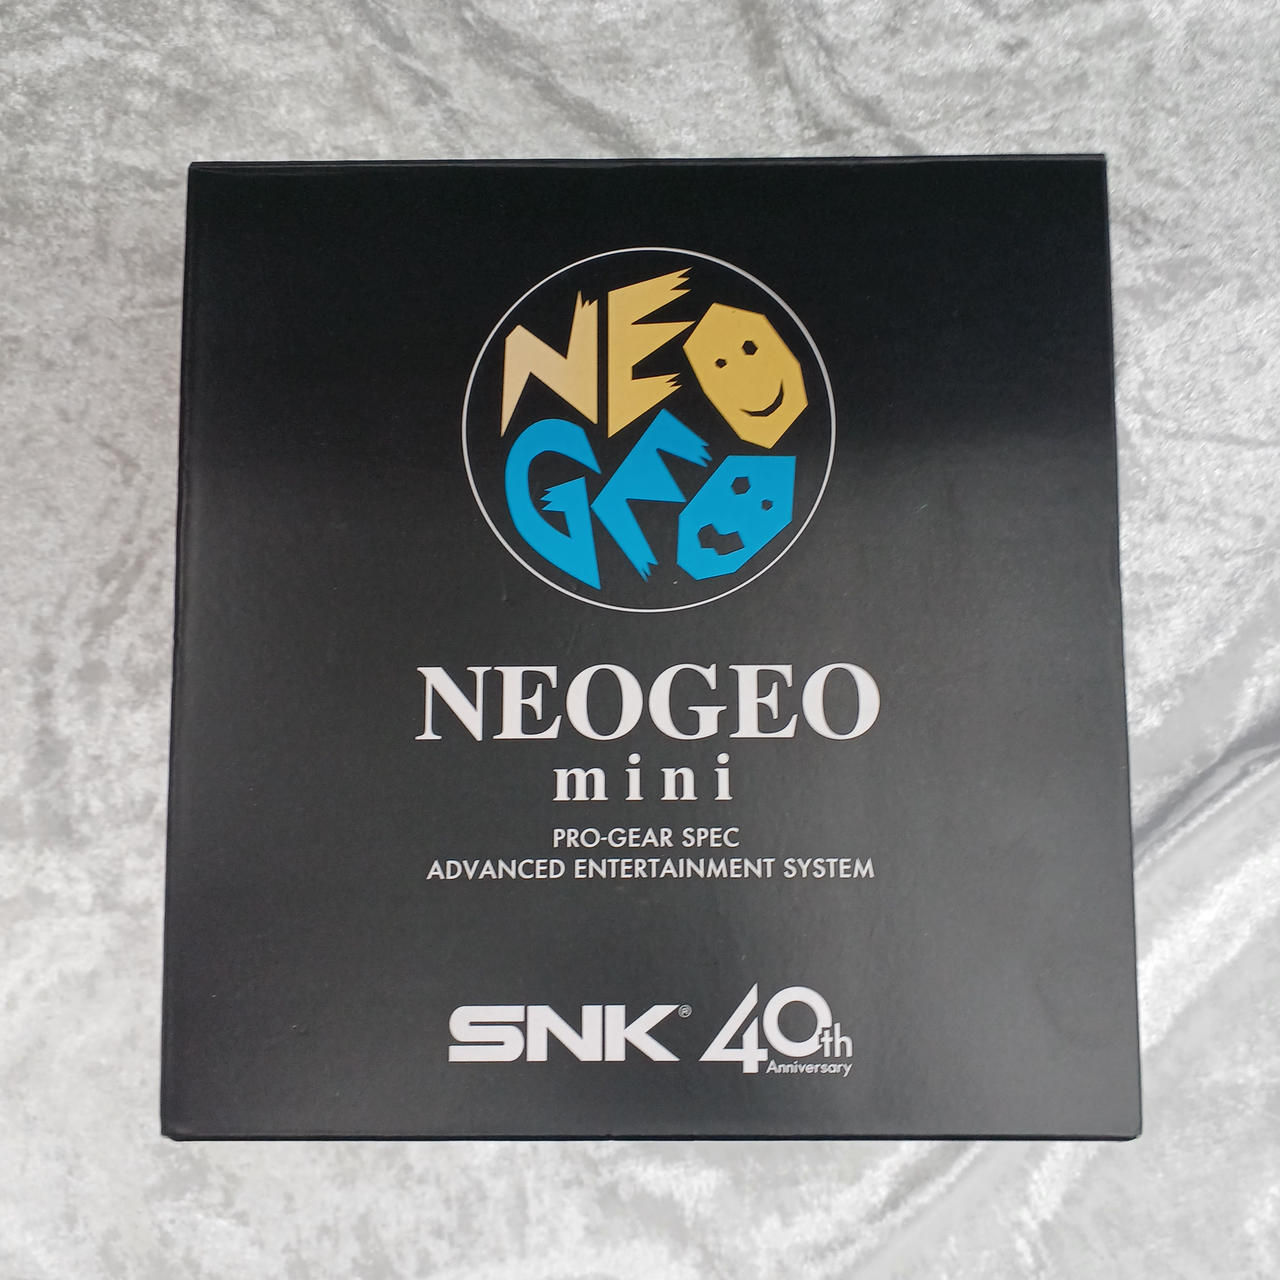 NEO
GEO
NEOGEO
mini
PRO-GEAR SPEC
ADVANCED ENTERTAINMENT SYSTEM
SNK® 40th
Anniversary